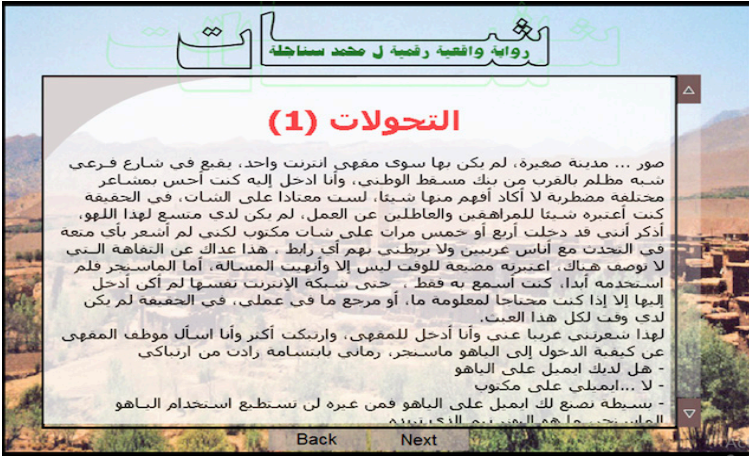 شــــات
رواية واقعية رقمية ل محمد سناجلة
التحولات (1)
صور ... مدينة صغيرة، لم يكن بها سوى مقهى انترنت واحد، يقبع في شارع فرعي
شبه مظلم بالقرب من بنك مسقط الوطني، وأنا ادخل إليه كنت أحس بمشاعر
مختلفة مضطربة لا أكاد أفهم منها شيئا، لست معتادا على الشات، في الحقيقة
كنت أعتبره شيئا للمراهقين والعاطلين عن العمل، لم يكن لدي متسع لهذا اللهو،
أذكر أنني قد دخلت أربع أو خمس مرات على شات مكتوب لكني لم أشعر بأي متعة
في التحدث مع أناس غريبين ولا يربطني بهم أي رابط ، هذا عداك عن التفاهة التي
لا توصف هناك، اعتبرته مضيعة للوقت ليس إلا وأنهيت المسالة، أما الماسنجر فلم
استخدمه أبدا، كنت أسمع به فقط ، حتى شبكة الإنترنت نفسها لم أكن أدخل
إليها إلا إذا كنت محتاجا لمعلومة ما، أو مرجع ما في عملي، في الحقيقة لم يكن
لدي وقت لكل هذا العبث.
لهذا شعرتني غريبا عني وأنا أدخل للمقهى، وارتبكت أكثر وأنا اسأل موظف المقهى
عن كيفية الدخول إلى الياهو ماسنجر، رماني بابتسامة زادت من ارتباكي
- هل لديك ايميل على الياهو
- لا ...ايميلي على مكتوب
- بسيطة نصنع لك ايميل على الياهو فمن غيره لن تستطيع استخدام الياهو
Back Next